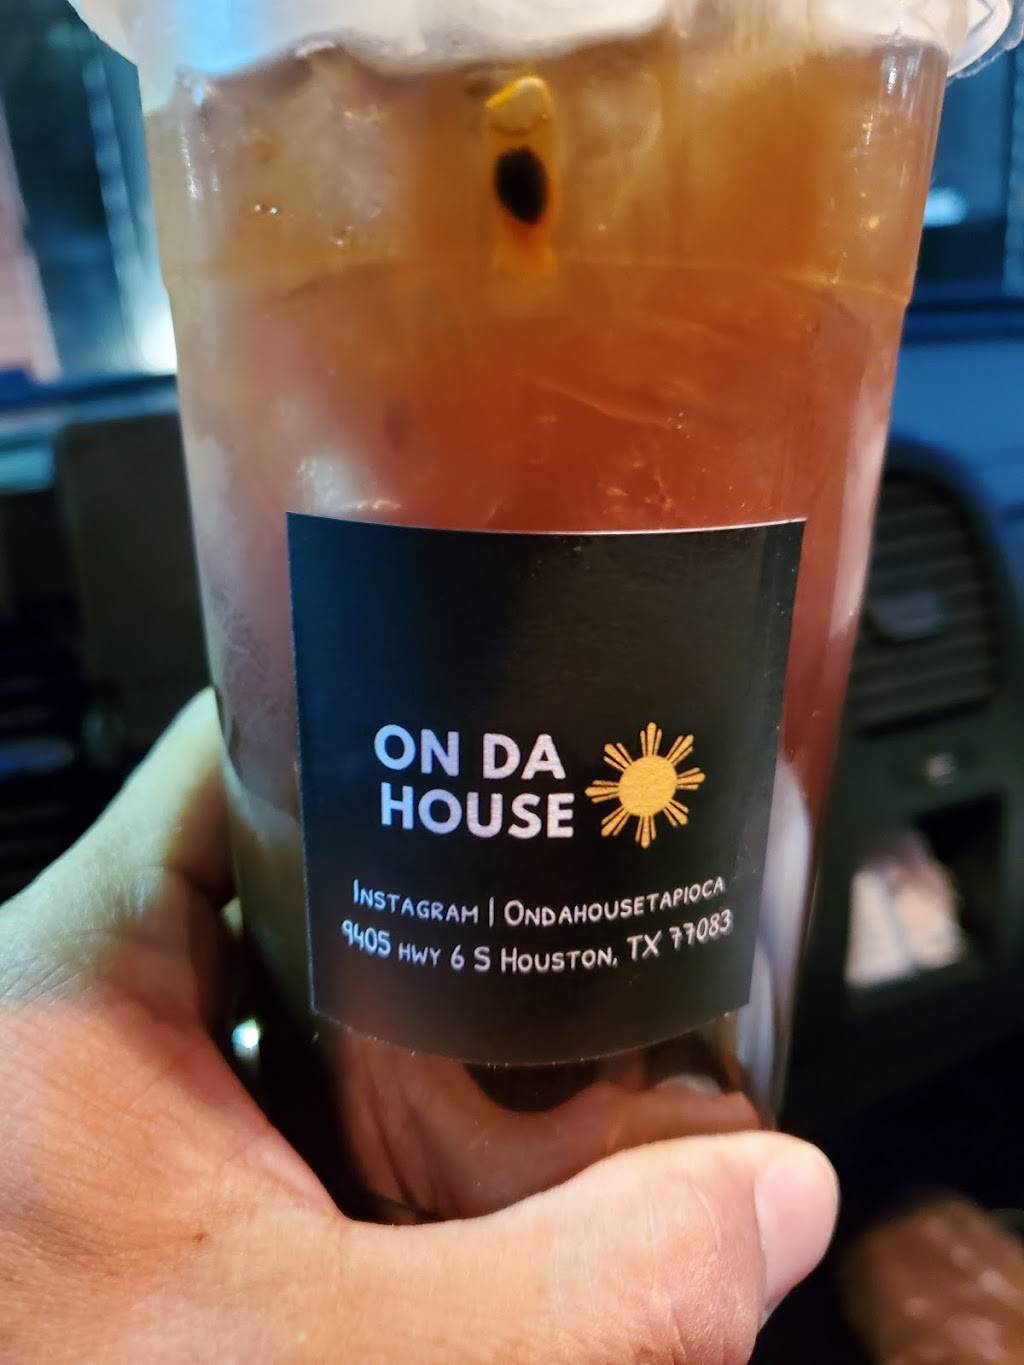 ON DA
HOUSE
INSTAGRAM | ONDAHOUSETAPIOCA
9405 HWY 6 S HOUSTON, TX 77083